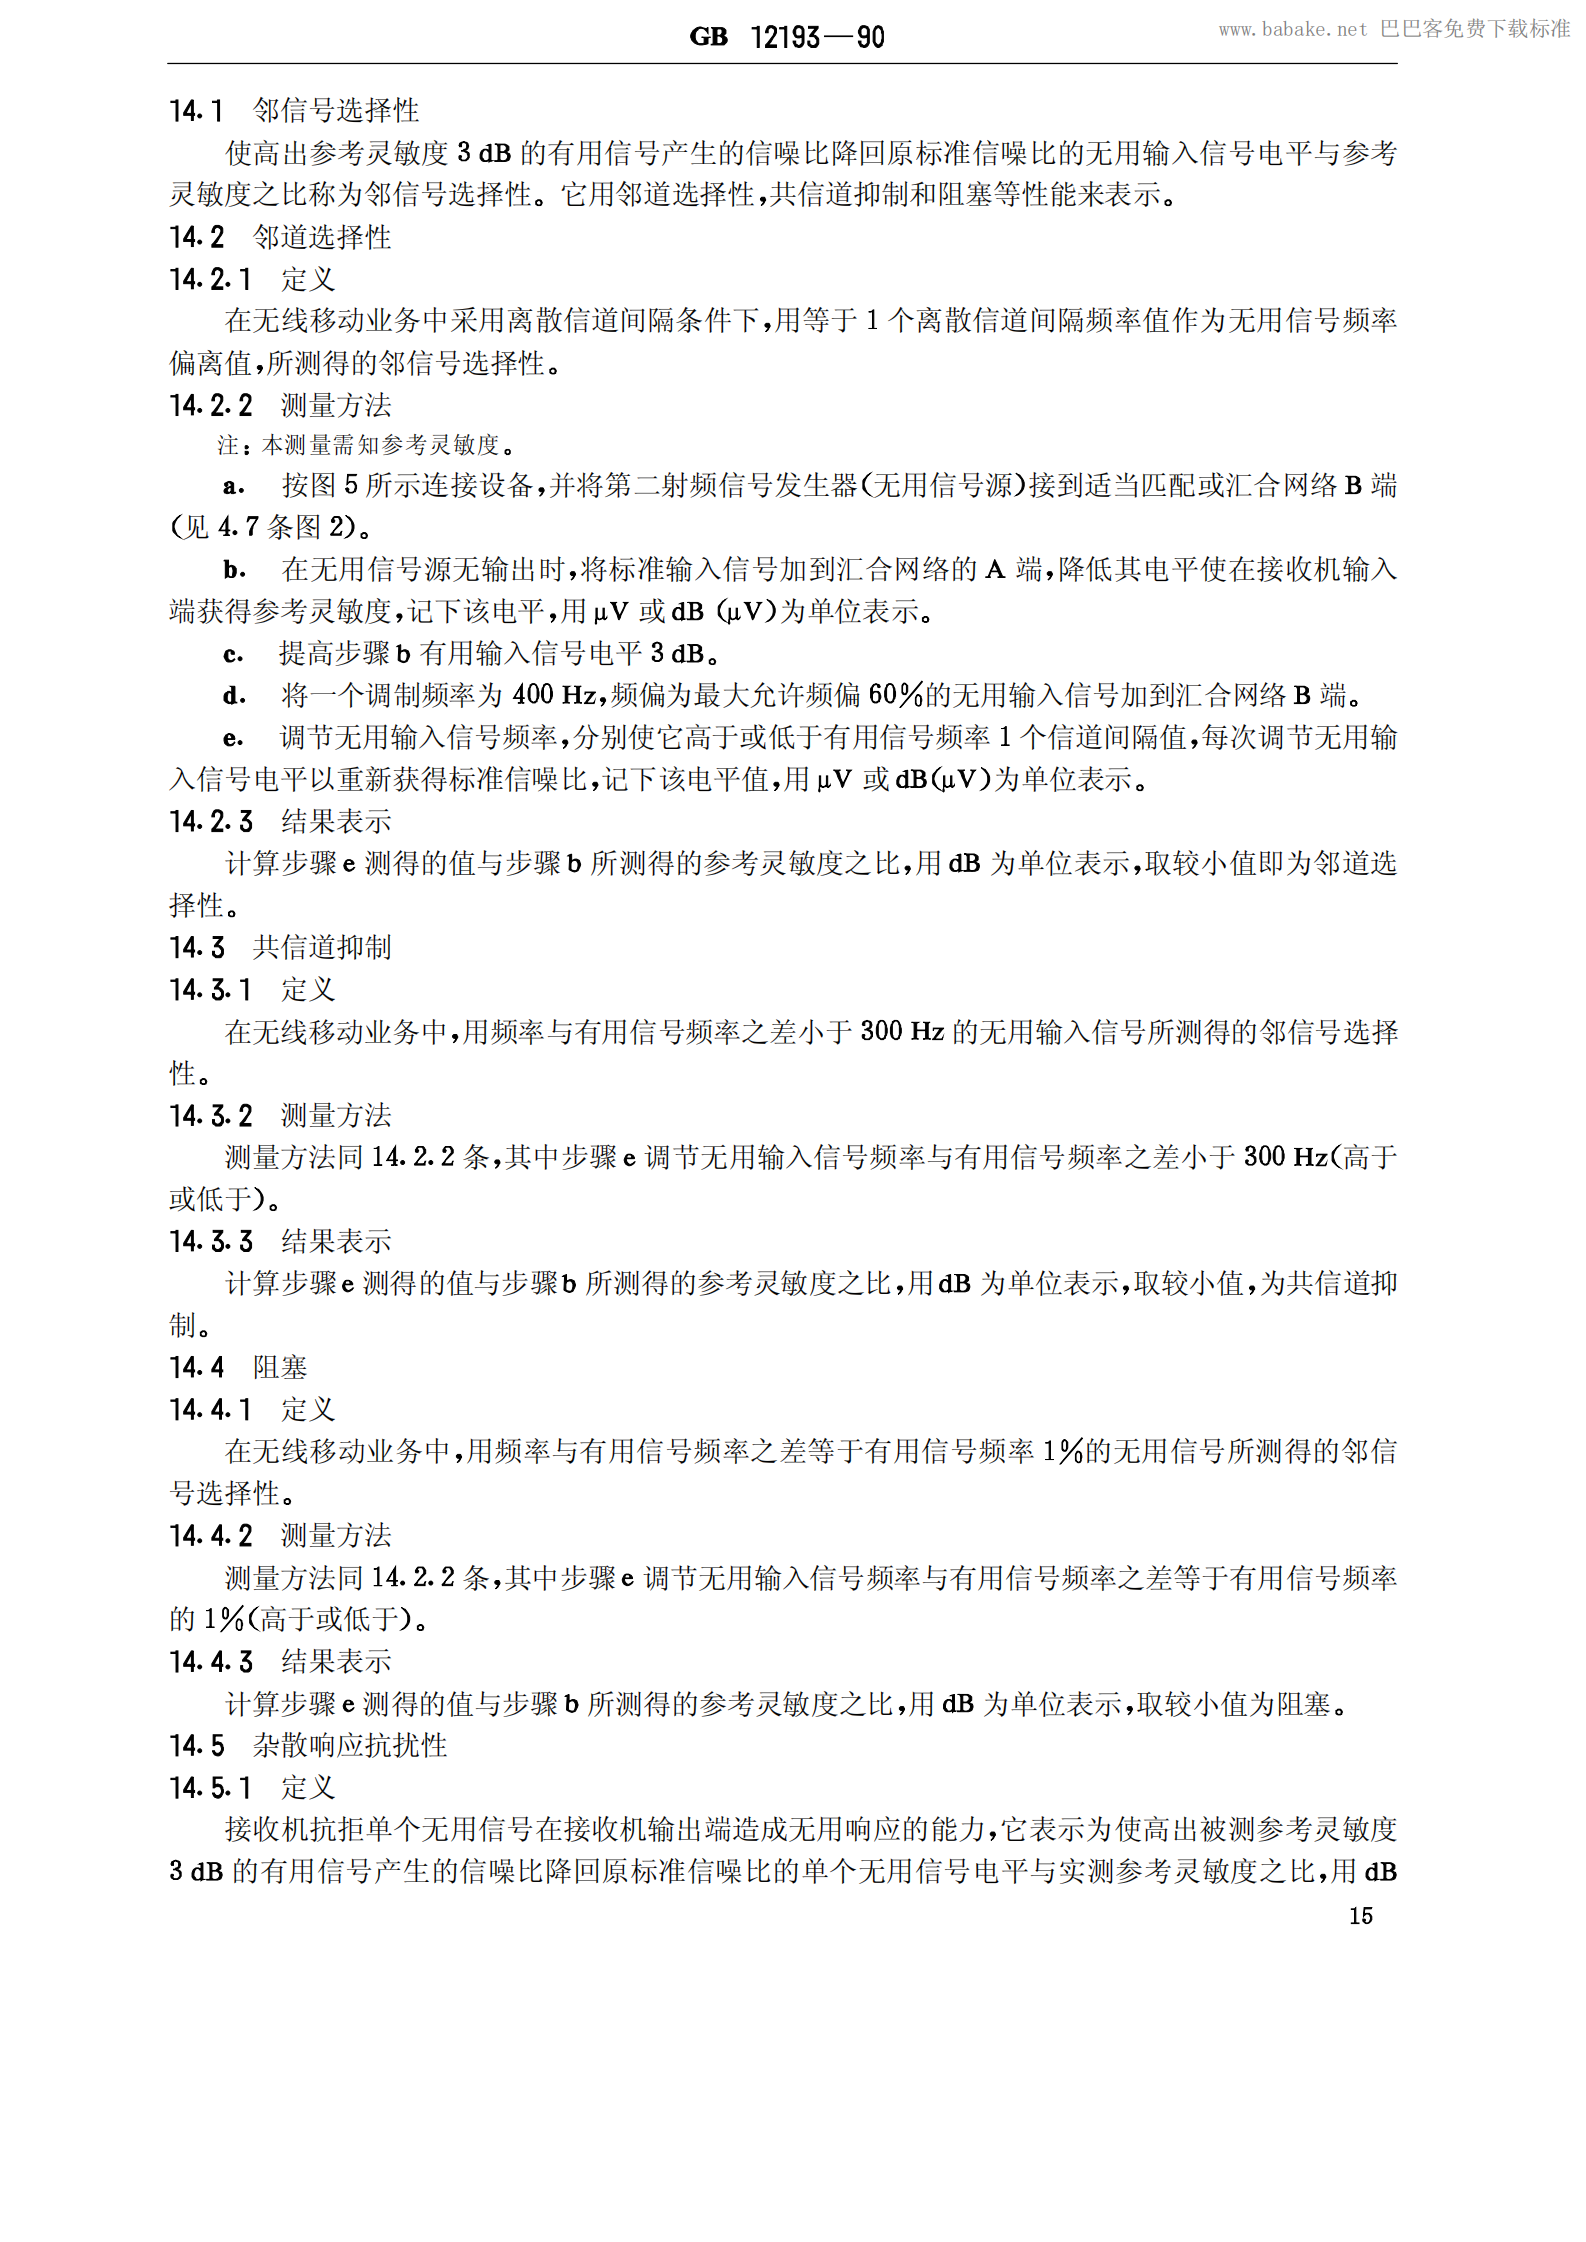 GB 12193—90
www.babake.net 巴巴客免费下载标准
14.1 邻信号选择性
使高出参考灵敏度 3 dB 的有用信号产生的信噪比降回原标准信噪比的无用输入信号电平与参考
灵敏度之比称为邻信号选择性。它用邻道选择性,共信道抑制和阻塞等性能来表示。
14.2 邻道选择性
14.2.1 定义
在无线移动业务中采用离散信道间隔条件下,用等于 1 个离散信道间隔频率值作为无用信号频率
偏离值,所测得的邻信号选择性。
14.2.2 测量方法
注: 本测量需知参考灵敏度。
a. 按图 5 所示连接设备,并将第二射频信号发生器(无用信号源)接到适当匹配或汇合网络 B 端
(见 4.7 条图 2)。
b. 在无用信号源无输出时,将标准输入信号加到汇合网络的 A 端,降低其电平使在接收机输入
端获得参考灵敏度,记下该电平,用 μV 或 dB (μV)为单位表示。
c. 提高步骤 b 有用输入信号电平 3 dB。
d. 将一个调制频率为 400 Hz,频偏为最大允许频偏 60%的无用输入信号加到汇合网络 B 端。
e. 调节无用输入信号频率,分别使它高于或低于有用信号频率 1 个信道间隔值,每次调节无用输
入信号电平以重新获得标准信噪比,记下该电平值,用 μV 或 dB(μV)为单位表示。
14.2.3 结果表示
计算步骤 e 测得的值与步骤 b 所测得的参考灵敏度之比,用 dB 为单位表示,取较小值即为邻道选
择性。
14.3 共信道抑制
14.3.1 定义
在无线移动业务中,用频率与有用信号频率之差小于 300 Hz 的无用输入信号所测得的邻信号选择
性。
14.3.2 测量方法
测量方法同 14.2.2 条,其中步骤 e 调节无用输入信号频率与有用信号频率之差小于 300 Hz(高于
或低于)。
14.3.3 结果表示
计算步骤 e 测得的值与步骤 b 所测得的参考灵敏度之比,用 dB 为单位表示,取较小值,为共信道抑
制。
14.4 阻塞
14.4.1 定义
在无线移动业务中,用频率与有用信号频率之差等于有用信号频率 1%的无用信号所测得的邻信
号选择性。
14.4.2 测量方法
测量方法同 14.2.2 条,其中步骤 e 调节无用输入信号频率与有用信号频率之差等于有用信号频率
的 1%(高于或低于)。
14.4.3 结果表示
计算步骤 e 测得的值与步骤 b 所测得的参考灵敏度之比,用 dB 为单位表示,取较小值为阻塞。
14.5 杂散响应抗扰性
14.5.1 定义
接收机抗拒单个无用信号在接收机输出端造成无用响应的能力,它表示为使高出被测参考灵敏度
3 dB 的有用信号产生的信噪比降回原标准信噪比的单个无用信号电平与实测参考灵敏度之比,用 dB
15